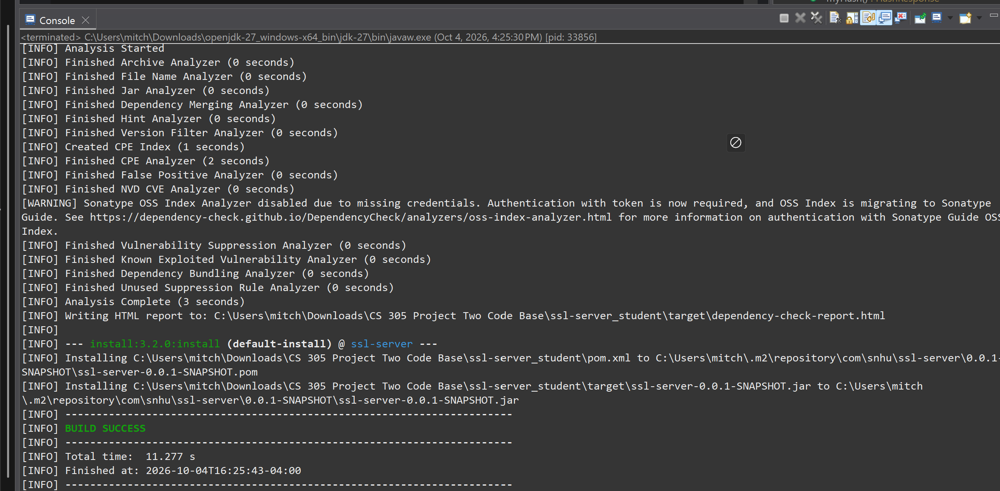 myHash() : HashResponse
Console
<terminated> C:\Users\mitch\Downloads\openjdk-27_windows-x64_bin\jdk-27\bin\javaw.exe (Oct 4, 2026, 4:25:30 PM) [pid: 33856]
[INFO] Analysis Started
[INFO] Finished Archive Analyzer (0 seconds)
[INFO] Finished File Name Analyzer (0 seconds)
[INFO] Finished Jar Analyzer (0 seconds)
[INFO] Finished Dependency Merging Analyzer (0 seconds)
[INFO] Finished Hint Analyzer (0 seconds)
[INFO] Finished Version Filter Analyzer (0 seconds)
[INFO] Created CPE Index (1 seconds)
[INFO] Finished CPE Analyzer (2 seconds)
[INFO] Finished False Positive Analyzer (0 seconds)
[INFO] Finished NVD CVE Analyzer (0 seconds)
[WARNING] Sonatype OSS Index Analyzer disabled due to missing credentials. Authentication with token is now required, and OSS Index is migrating to Sonatype
Guide. See https://dependency-check.github.io/DependencyCheck/analyzers/oss-index-analyzer.html for more information on authentication with Sonatype Guide OSS
Index.
[INFO] Finished Vulnerability Suppression Analyzer (0 seconds)
[INFO] Finished Known Exploited Vulnerability Analyzer (0 seconds)
[INFO] Finished Dependency Bundling Analyzer (0 seconds)
[INFO] Finished Unused Suppression Rule Analyzer (0 seconds)
[INFO] Analysis Complete (3 seconds)
[INFO] Writing HTML report to: C:\Users\mitch\Downloads\CS 305 Project Two Code Base\ssl-server_student\target\dependency-check-report.html
[INFO]
[INFO] --- install:3.2.0:install (default-install) @ ssl-server ---
[INFO] Installing C:\Users\mitch\Downloads\CS 305 Project Two Code Base\ssl-server_student\pom.xml to C:\Users\mitch\.m2\repository\com\snhu\ssl-server\0.0.1-
SNAPSHOT\ssl-server-0.0.1-SNAPSHOT.pom
[INFO] Installing C:\Users\mitch\Downloads\CS 305 Project Two Code Base\ssl-server_student\target\ssl-server-0.0.1-SNAPSHOT.jar to C:\Users\mitch
\.m2\repository\com\snhu\ssl-server\0.0.1-SNAPSHOT\ssl-server-0.0.1-SNAPSHOT.jar
[INFO] ------------------------------------------------------------------------
[INFO] BUILD SUCCESS
[INFO] ------------------------------------------------------------------------
[INFO] Total time:  11.277 s
[INFO] Finished at: 2026-10-04T16:25:43-04:00
[INFO] ------------------------------------------------------------------------